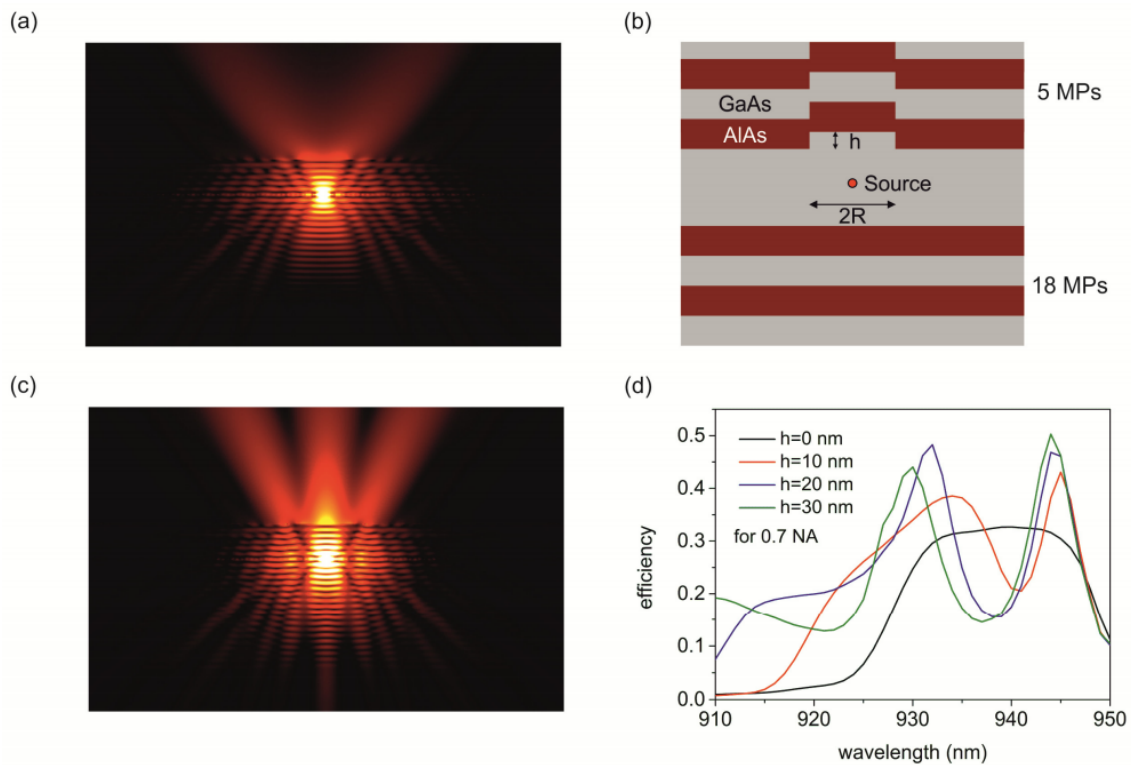 (a)
(b)
GaAs
AlAs
h
Source
2R
5 MPs
18 MPs
(c)
(d)
h=0 nm
h=10 nm
h=20 nm
h=30 nm
for 0.7 NA
efficiency
0.5
0.4
0.3
0.2
0.1
0.0
910 920 930 940 950
wavelength (nm)